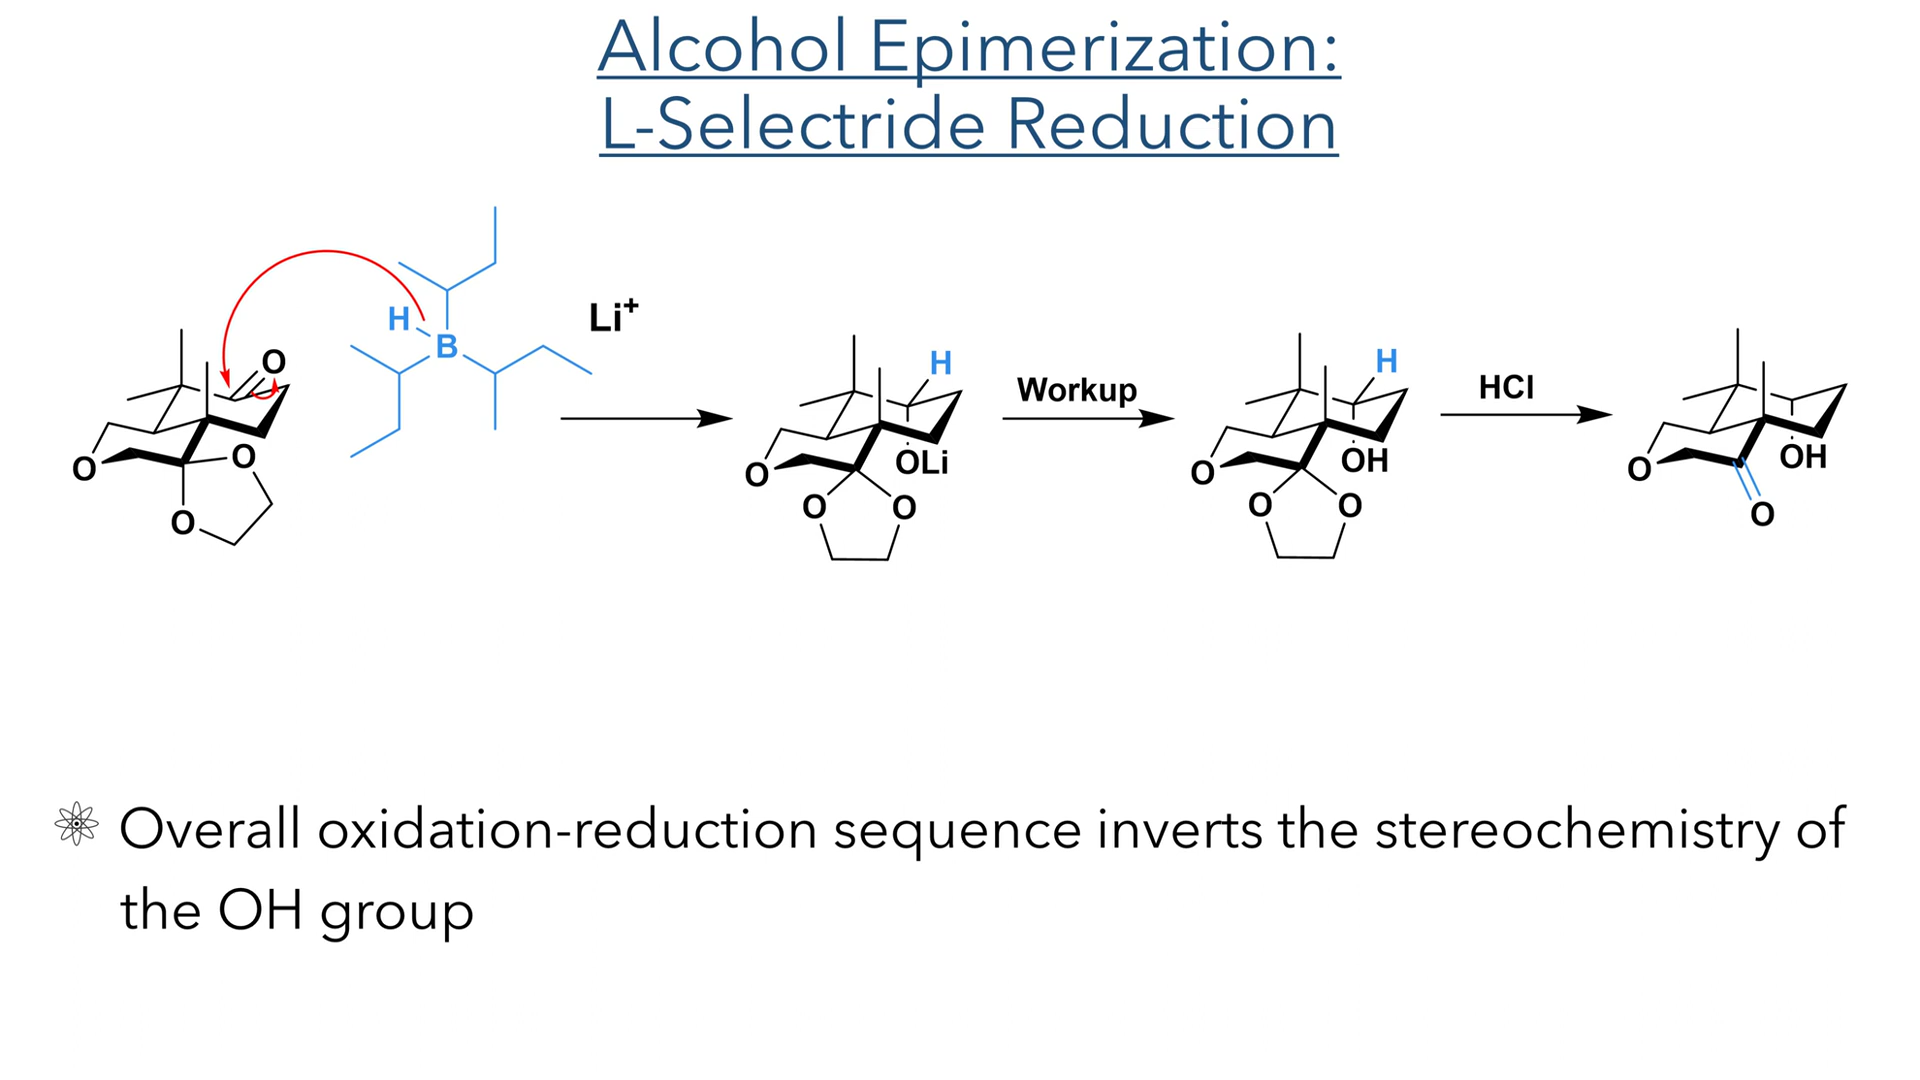 Alcohol Epimerization:
L-Selectride Reduction
H
B
Li+
O
O
O
O
Workup
H
OLi
O
O
O
HCl
H
OH
O
O
O
OH
O
O
Overall oxidation-reduction sequence inverts the stereochemistry of
the OH group